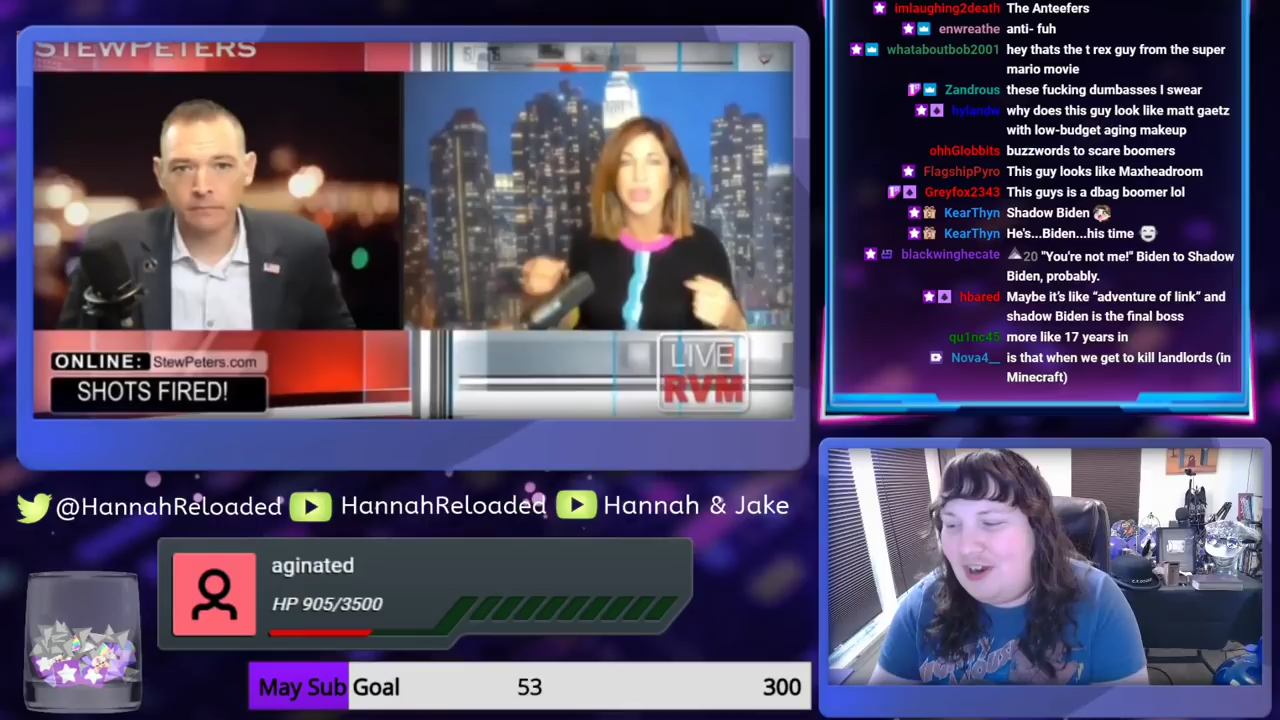 STEWPETERS
ONLINE: StewPeters.com
SHOTS FIRED!
LIVE
RVM
imlaughing2death The Anteefers
enwreathe anti- fuh
whataboutbob2001 hey thats the t rex guy from the super
mario movie
Zandrous these fucking dumbasses I swear
hylandw why does this guy look like matt gaetz
with low-budget aging makeup
ohhGlobbits buzzwords to scare boomers
FlagshipPyro This guy looks like Maxheadroom
Greyfox2343 This guys is a dbag boomer lol
KearThyn Shadow Biden
KearThyn He's...Biden...his time
blackwinghecate 20 "You're not me!" Biden to Shadow
Biden, probably.
hbared Maybe it's like “adventure of link” and
shadow Biden is the final boss
qu1nc45 more like 17 years in
Nova4__ is that when we get to kill landlords (in
Minecraft)
@HannahReloaded HannahReloaded Hannah & Jake
aginated
HP 905/3500
May Sub Goal 53 300